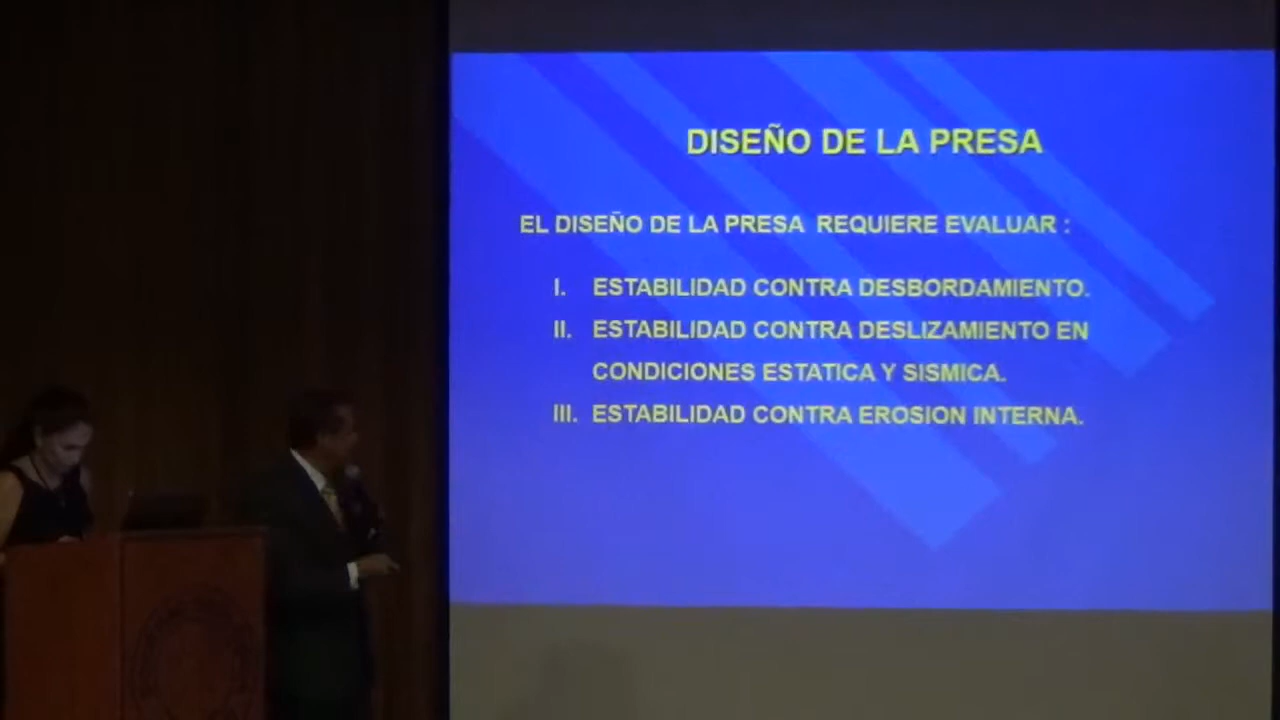 DISEÑO DE LA PRESA
EL DISEÑO DE LA PRESA REQUIERE EVALUAR :
I. ESTABILIDAD CONTRA DESBORDAMIENTO.
II. ESTABILIDAD CONTRA DESLIZAMIENTO EN
CONDICIONES ESTATICA Y SISMICA.
III. ESTABILIDAD CONTRA EROSION INTERNA.